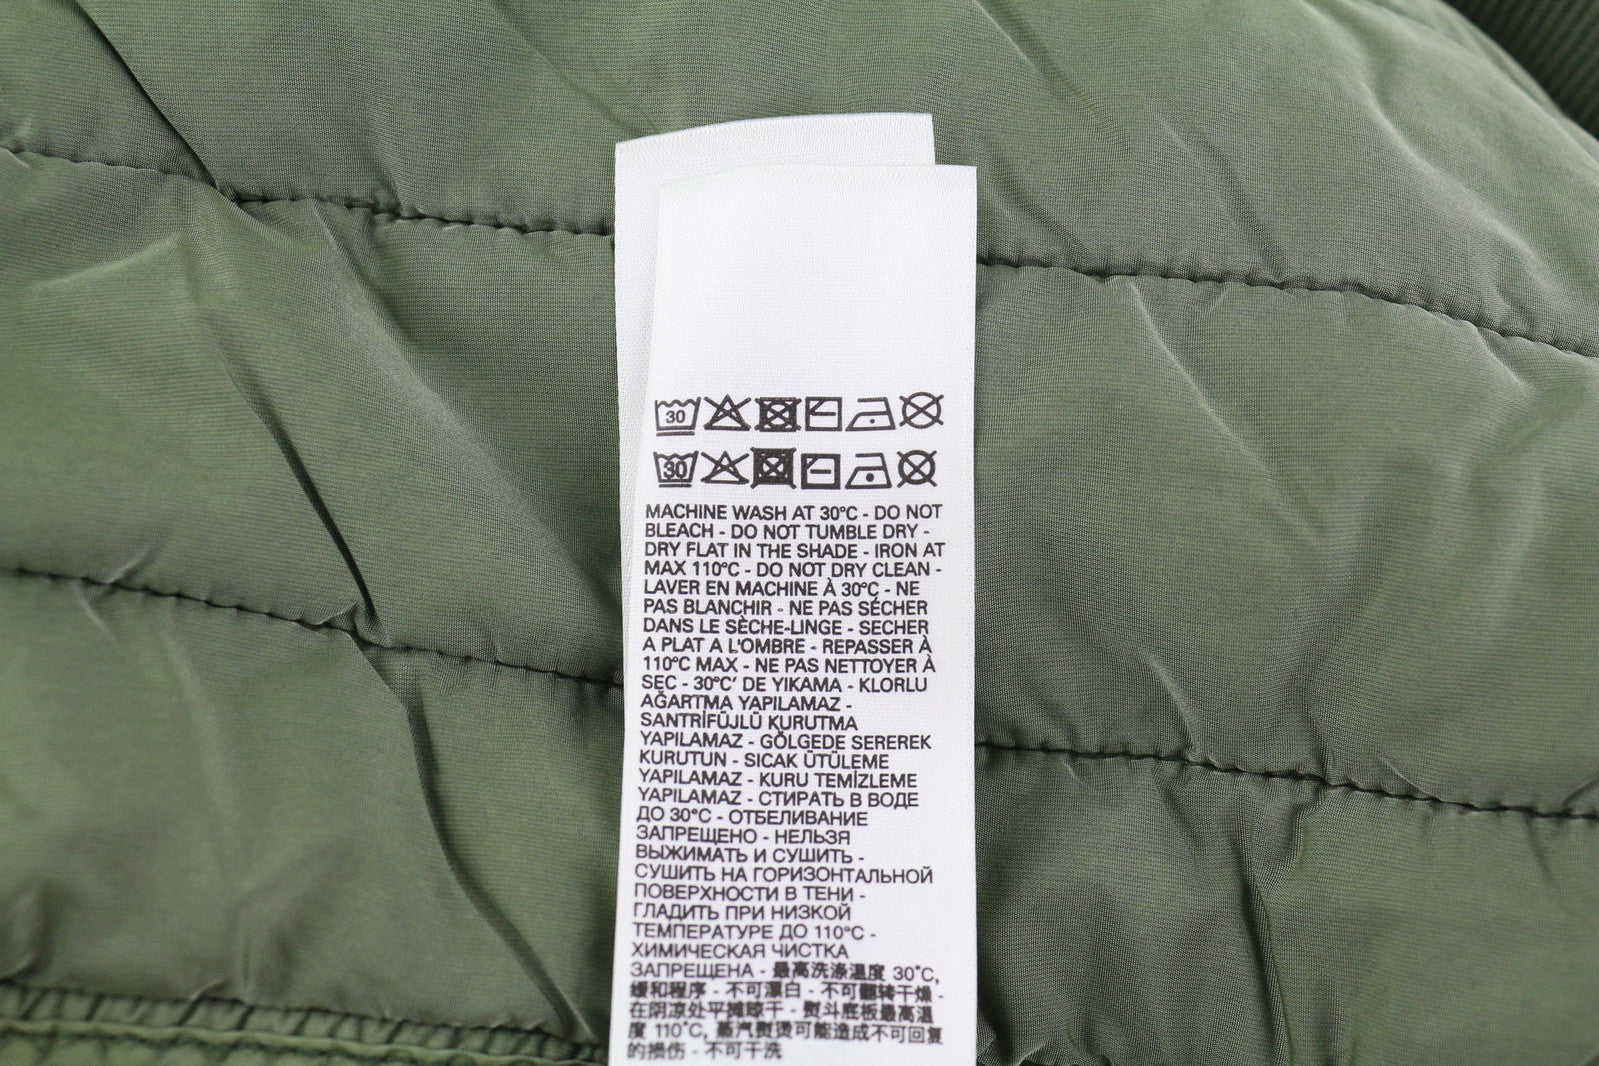 30
30
MACHINE WASH AT 30°C - DO NOT
BLEACH - DO NOT TUMBLE DRY -
DRY FLAT IN THE SHADE - IRON AT
MAX 110°C - DO NOT DRY CLEAN -
LAVER EN MACHINE À 30°C - NE
PAS BLANCHIR - NE PAS SÉCHER
DANS LE SÈCHE-LINGE - SECHER
A PLAT A L'OMBRE - REPASSER À
110°C MAX - NE PAS NETTOYER À
SEC - 30°C' DE YIKAMA - KLORLU
AĞARTMA YAPILAMAZ -
SANTRİFÜJLÜ KURUTMA
YAPILAMAZ - GÖLGEDE SEREREK
KURUTUN - SICAK ÜTÜLEME
YAPILAMAZ - KURU TEMİZLEME
YAPILAMAZ - СТИРАТЬ В ВОДЕ
ДО 30°C - ОТБЕЛИВАНИЕ
ЗАПРЕЩЕНО - НЕЛЬЗЯ
ВЫЖИМАТЬ И СУШИТЬ -
СУШИТЬ НА ГОРИЗОНТАЛЬНОЙ
ПОВЕРХНОСТИ В ТЕНИ -
ГЛАДИТЬ ПРИ НИЗКОЙ
ТЕМПЕРАТУРЕ ДО 110°C -
ХИМИЧЕСКАЯ ЧИСТКА
ЗАПРЕЩЕНА - 最高洗涤温度 30°C,
缓和程序 - 不可漂白 - 不可翻转干燥 -
在阴凉处平摊晾干 - 熨斗底板最高温
度 110°C, 蒸汽熨烫可能造成不可回复
的损伤 - 不可干洗